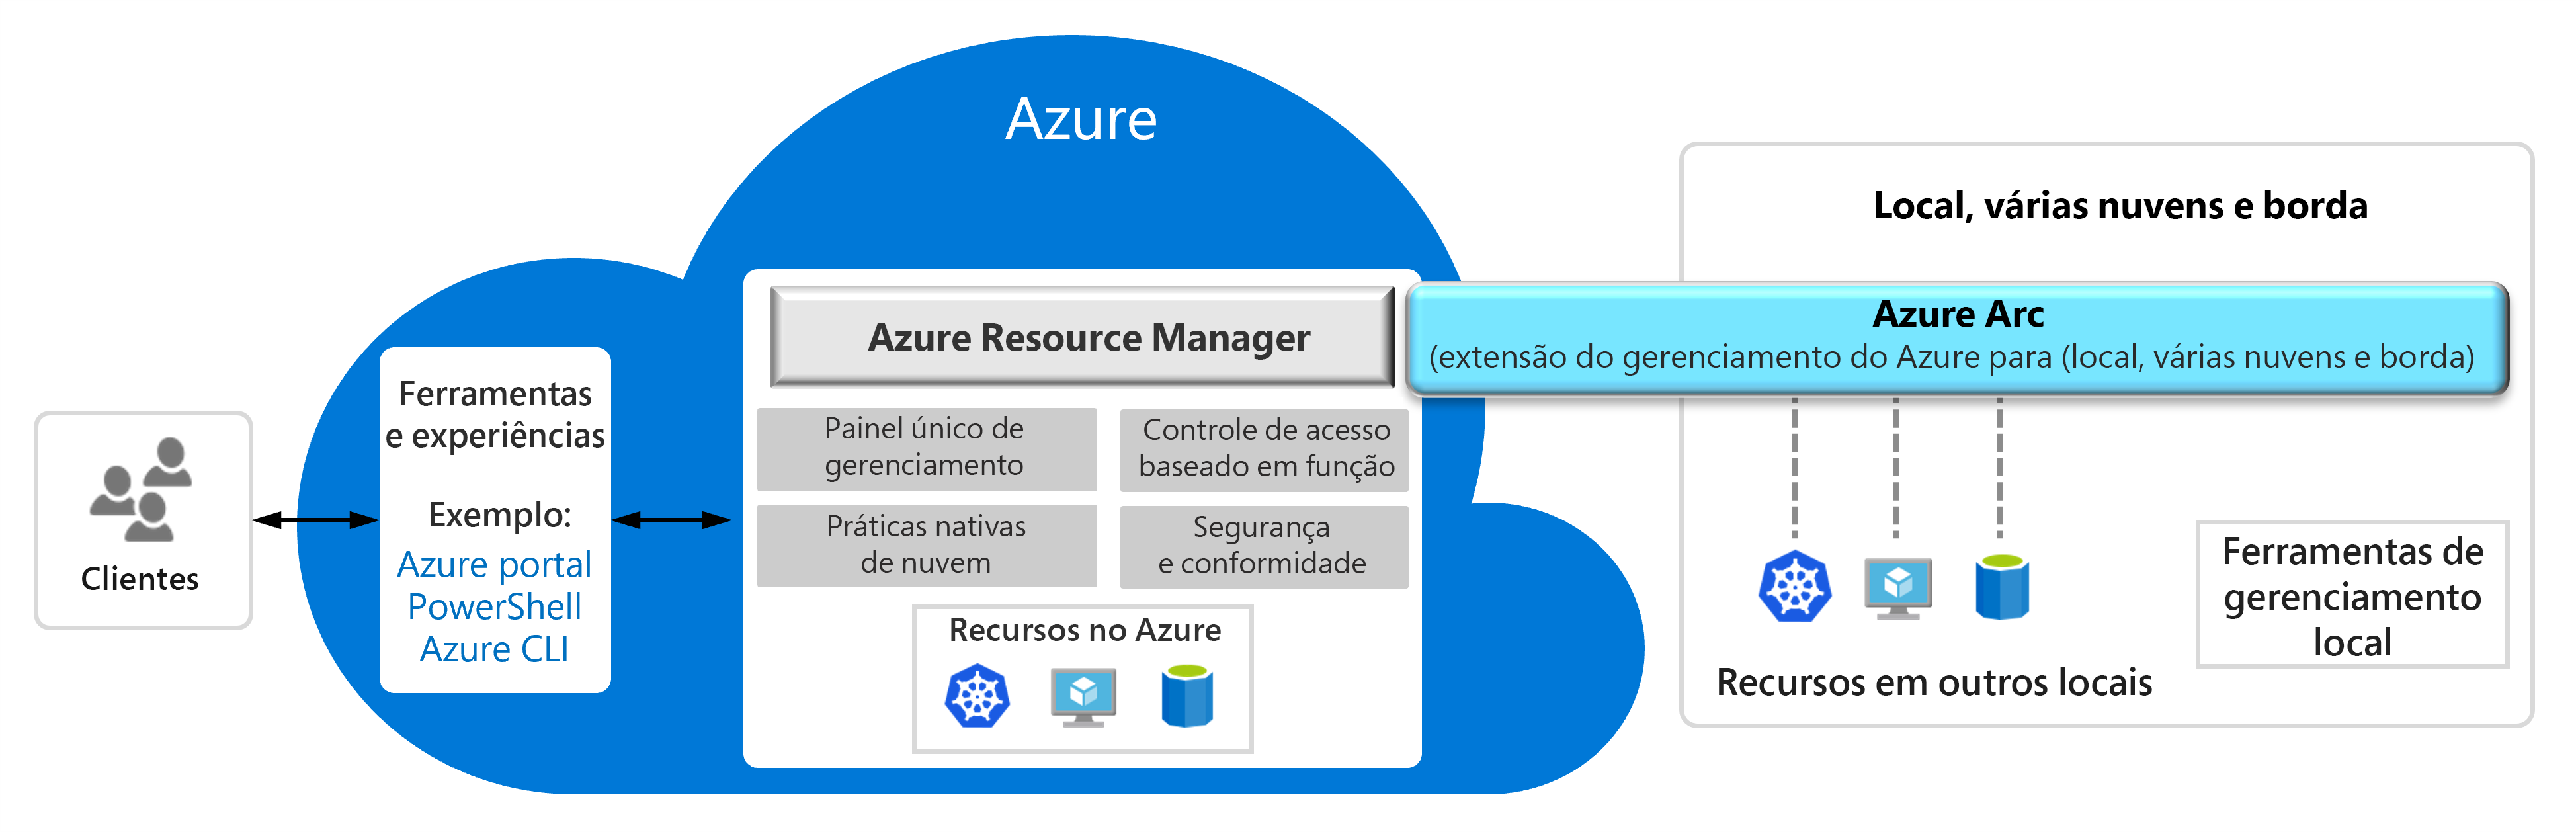 Azure
Clientes
Ferramentas
e experiências
Exemplo:
Azure portal
PowerShell
Azure CLI
Azure Resource Manager
Painel único de
gerenciamento
Controle de acesso
baseado em função
Práticas nativas
de nuvem
Segurança
e conformidade
Recursos no Azure
Local, várias nuvens e borda
Azure Arc
(extensão do gerenciamento do Azure para (local, várias nuvens e borda)
Recursos em outros locais
Ferramentas de
gerenciamento
local